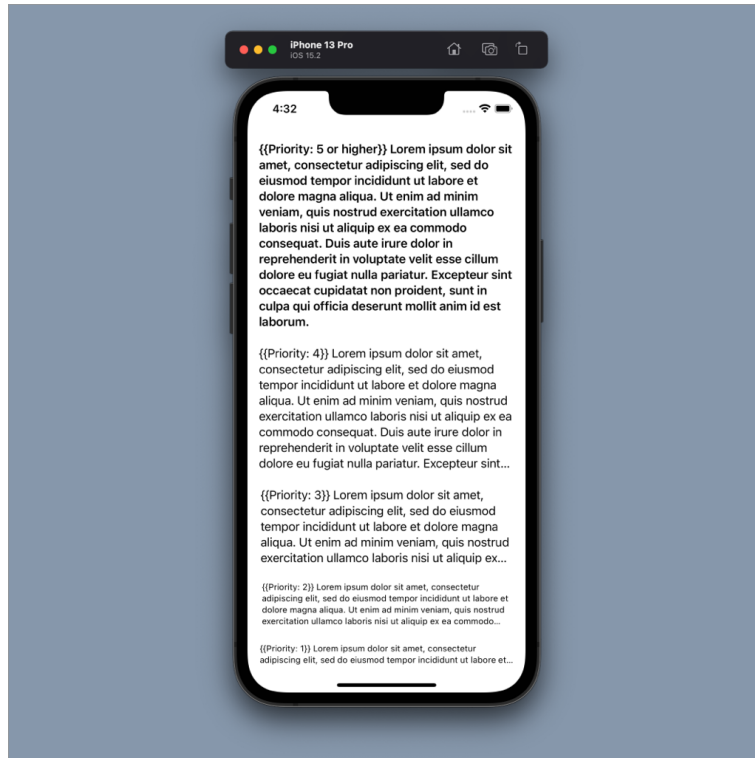 iPhone 13 Pro
iOS 15.2
4:32
{{Priority: 5 or higher}} Lorem ipsum dolor sit
amet, consectetur adipiscing elit, sed do
eiusmod tempor incididunt ut labore et
dolore magna aliqua. Ut enim ad minim
veniam, quis nostrud exercitation ullamco
laboris nisi ut aliquip ex ea commodo
consequat. Duis aute irure dolor in
reprehenderit in voluptate velit esse cillum
dolore eu fugiat nulla pariatur. Excepteur sint
occaecat cupidatat non proident, sunt in
culpa qui officia deserunt mollit anim id est
laborum.
{{Priority: 4}} Lorem ipsum dolor sit amet,
consectetur adipiscing elit, sed do eiusmod
tempor incididunt ut labore et dolore magna
aliqua. Ut enim ad minim veniam, quis nostrud
exercitation ullamco laboris nisi ut aliquip ex ea
commodo consequat. Duis aute irure dolor in
reprehenderit in voluptate velit esse cillum
dolore eu fugiat nulla pariatur. Excepteur sint...
{{Priority: 3}} Lorem ipsum dolor sit amet,
consectetur adipiscing elit, sed do eiusmod
tempor incididunt ut labore et dolore magna
aliqua. Ut enim ad minim veniam, quis nostrud
exercitation ullamco laboris nisi ut aliquip ex...
{{Priority: 2}} Lorem ipsum dolor sit amet, consectetur
adipiscing elit, sed do eiusmod tempor incididunt ut labore et
dolore magna aliqua. Ut enim ad minim veniam, quis nostrud
exercitation ullamco laboris nisi ut aliquip ex ea commodo...
{{Priority: 1}} Lorem ipsum dolor sit amet, consectetur
adipiscing elit, sed do eiusmod tempor incididunt ut labore et...